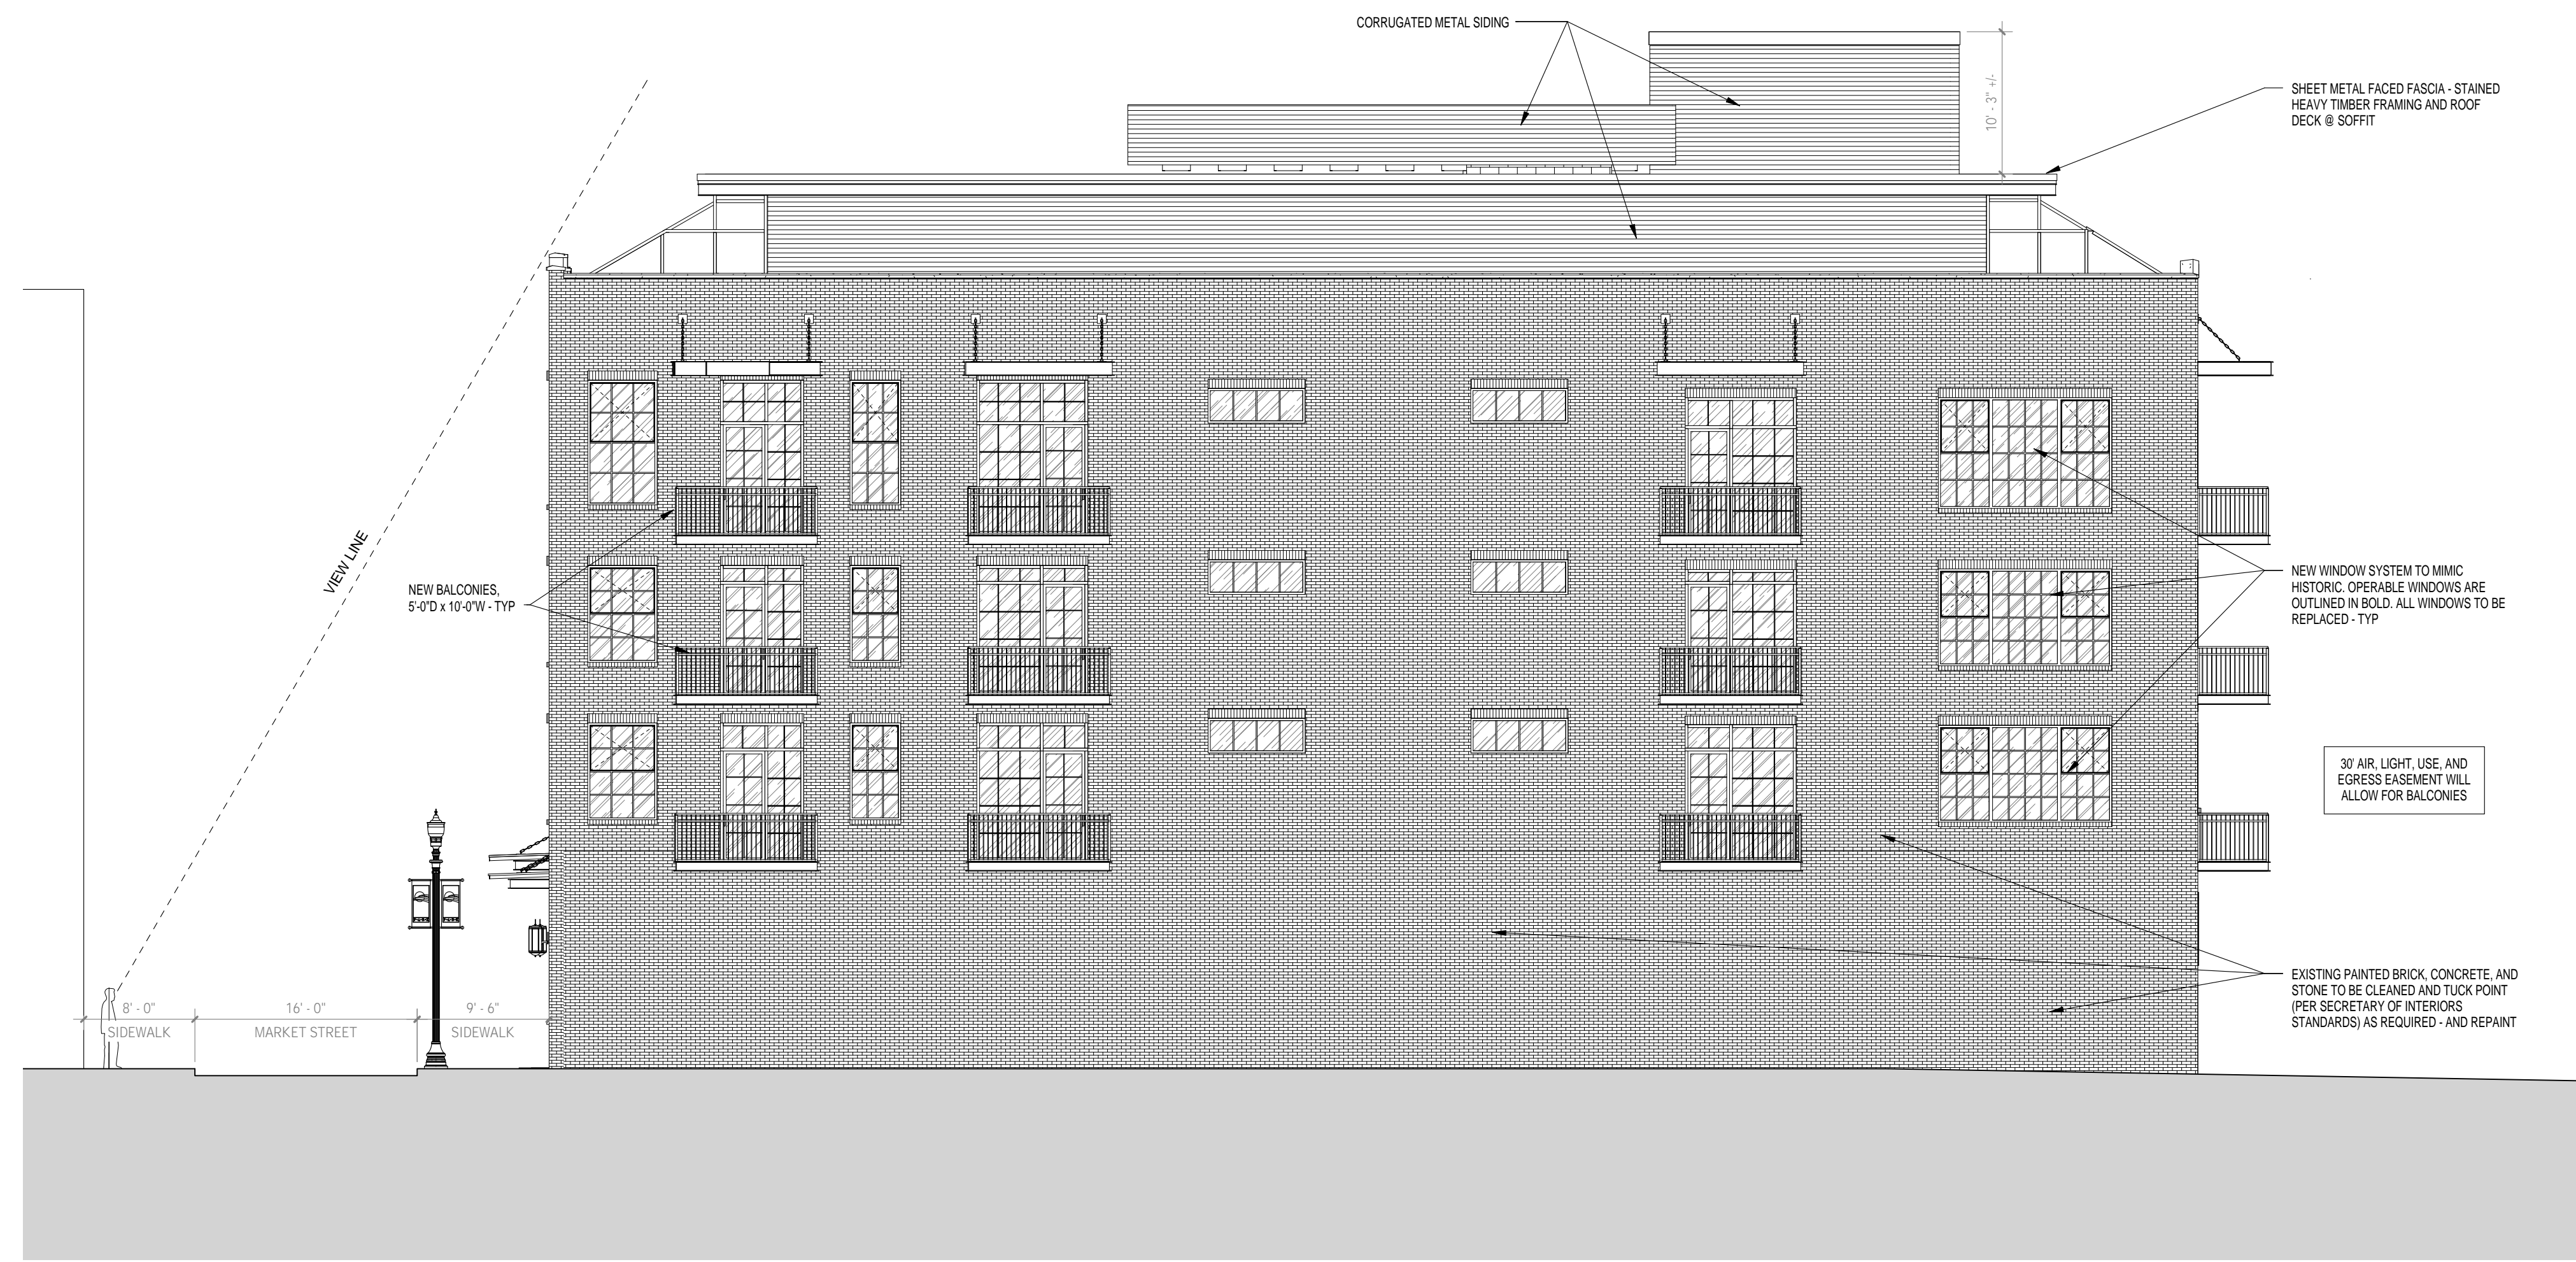 CORRUGATED METAL SIDING
10' - 3" +/-
SHEET METAL FACED FASCIA - STAINED
HEAVY TIMBER FRAMING AND ROOF
DECK @ SOFFIT
VIEW LINE
NEW BALCONIES,
5'-0"D x 10'-0"W - TYP
NEW WINDOW SYSTEM TO MIMIC
HISTORIC. OPERABLE WINDOWS ARE
OUTLINED IN BOLD. ALL WINDOWS TO BE
REPLACED - TYP
30' AIR, LIGHT, USE, AND
EGRESS EASEMENT WILL
ALLOW FOR BALCONIES
EXISTING PAINTED BRICK, CONCRETE, AND
STONE TO BE CLEANED AND TUCK POINT
(PER SECRETARY OF INTERIORS
STANDARDS) AS REQUIRED - AND REPAINT
8' - 0"
SIDEWALK
16' - 0"
MARKET STREET
9' - 6"
SIDEWALK